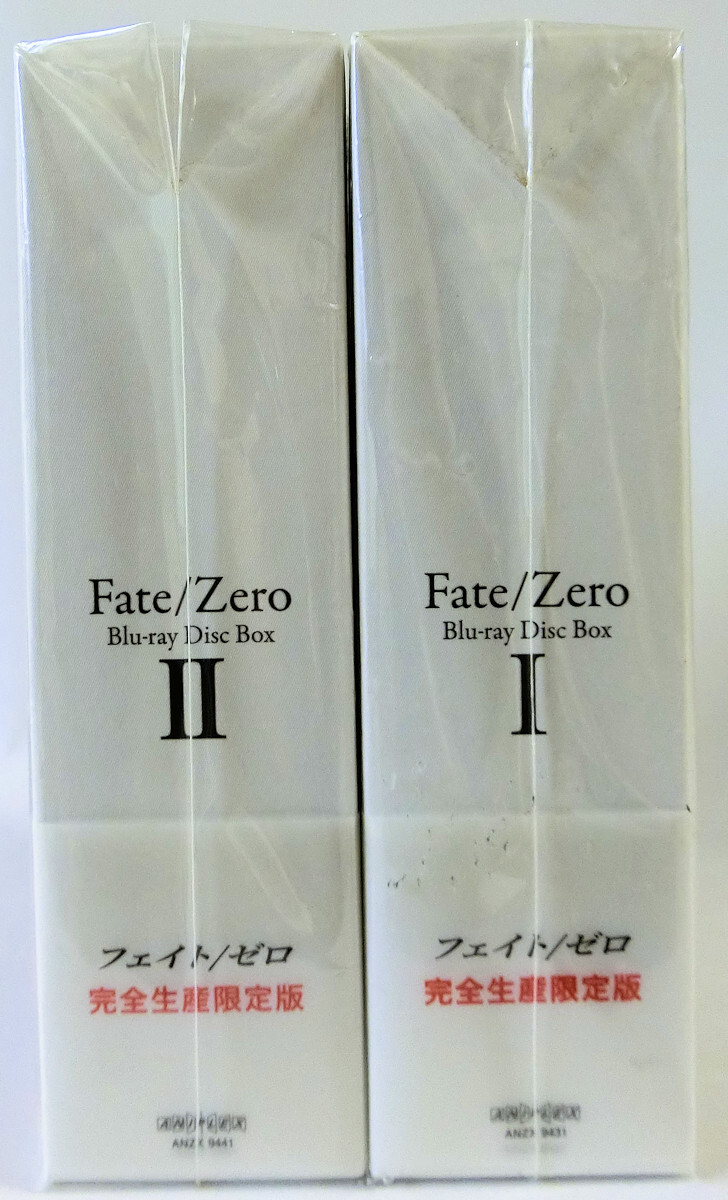 Fate/Zero
Blu-ray Disc Box
II
フェイト/ゼロ
完全生産限定版
ANIPLEX
ANZX 9441
Fate/Zero
Blu-ray Disc Box
I
フェイト/ゼロ
完全生産限定版
ANIPLEX
ANZX 9431